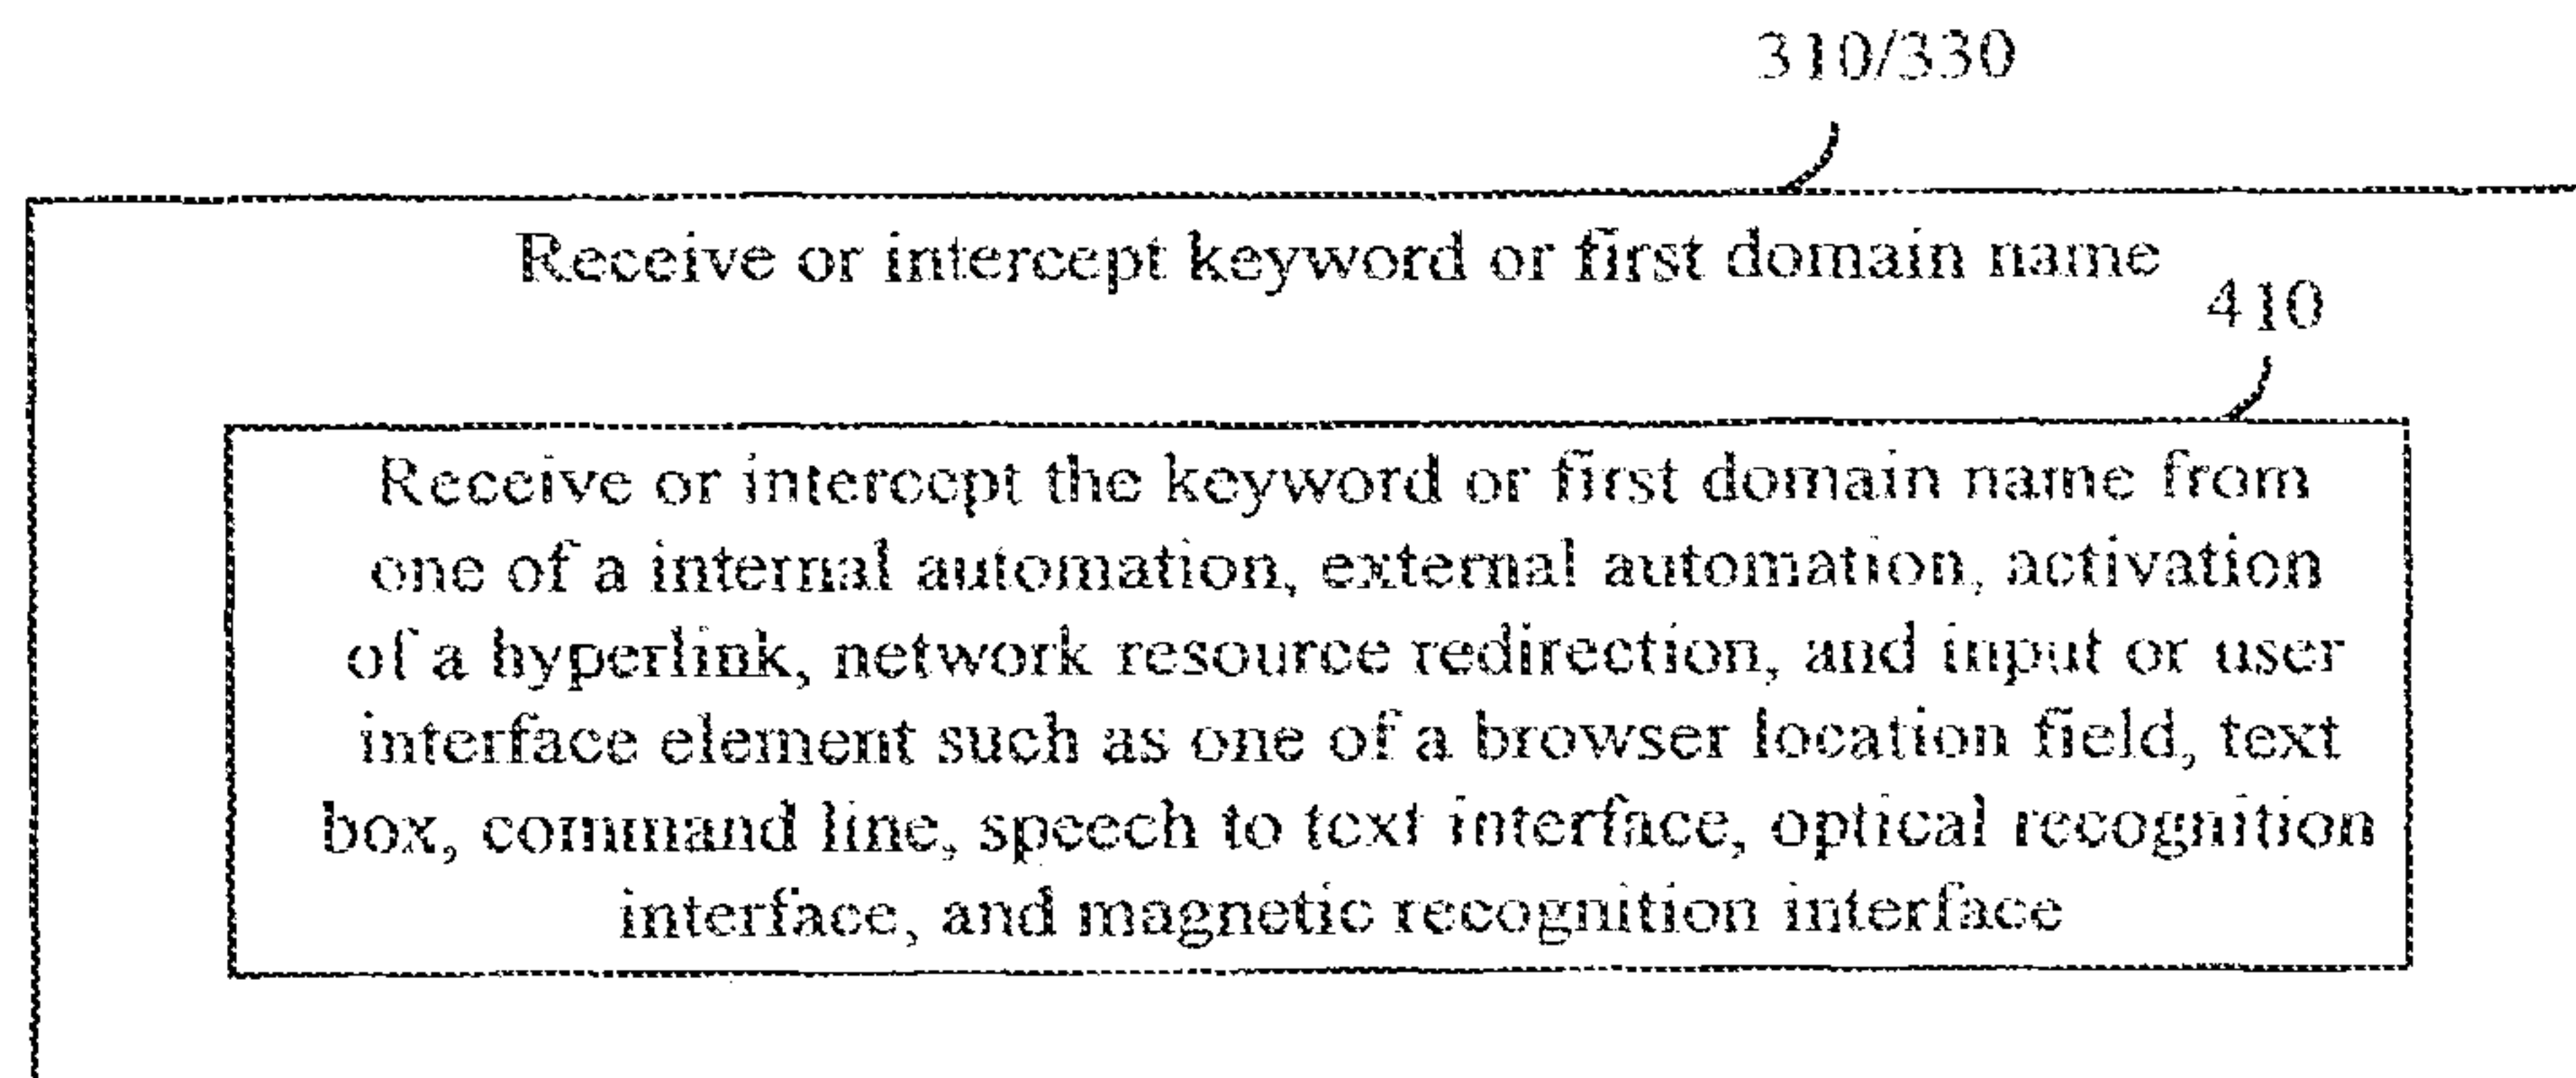 310/330
Receive or intercept keyword or first domain name
410
Receive or intercept the keyword or first domain name from
one of a internal automation, external automation, activation
of a hyperlink, network resource redirection, and input or user
interface element such as one of a browser location field, text
box, command line, speech to text interface, optical recognition
interface, and magnetic recognition interface